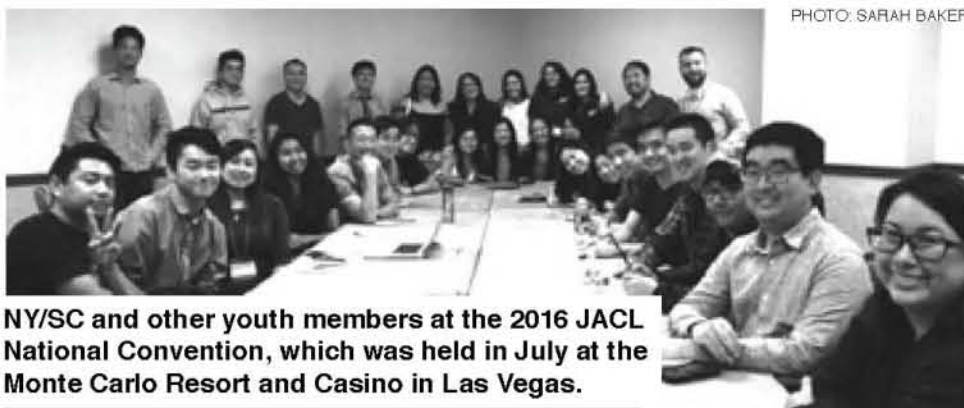 PHOTO: SARAH BAKER
NY/SC and other youth members at the 2016 JACL
National Convention, which was held in July at the
Monte Carlo Resort and Casino in Las Vegas.